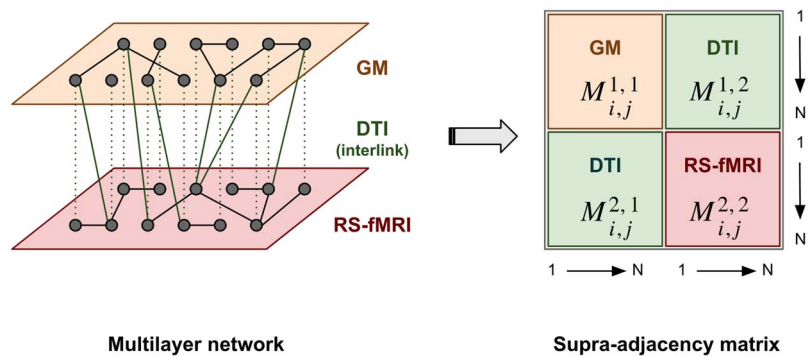 GM
DTI
(interlink)
RS-fMRI
Multilayer network
GM
M^{1,1}_{i,j}
DTI
M^{1,2}_{i,j}
DTI
M^{2,1}_{i,j}
RS-fMRI
M^{2,2}_{i,j}
1
N
1
N
1 N 1 N
Supra-adjacency matrix